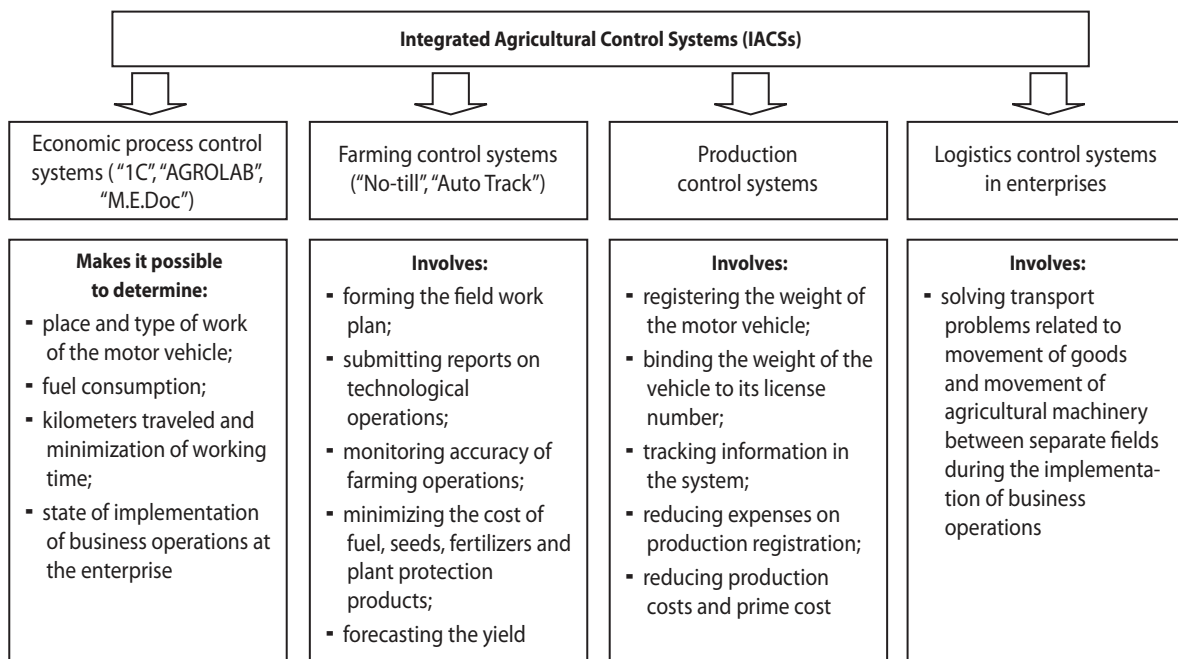 Integrated Agricultural Control Systems (IACSs)
Economic process control
systems ( “1C”, “AGROLAB”,
“M.E.Doc”)
Farming control systems
(“No-till”, “Auto Track”)
Production
control systems
Logistics control systems
in enterprises
Makes it possible
to determine:
- place and type of work
of the motor vehicle;
- fuel consumption;
- kilometers traveled and
minimization of working
time;
- state of implementation
of business operations at
the enterprise
Involves:
- forming the field work
plan;
- submitting reports on
technological
operations;
- monitoring accuracy of
farming operations;
- minimizing the cost of
fuel, seeds, fertilizers and
plant protection
products;
- forecasting the yield
Involves:
- registering the weight of
the motor vehicle;
- binding the weight of the
vehicle to its license
number;
- tracking information in
the system;
- reducing expenses on
production registration;
- reducing production
costs and prime cost
Involves:
- solving transport
problems related to
movement of goods
and movement of
agricultural machinery
between separate fields
during the implementa-
tion of business
operations